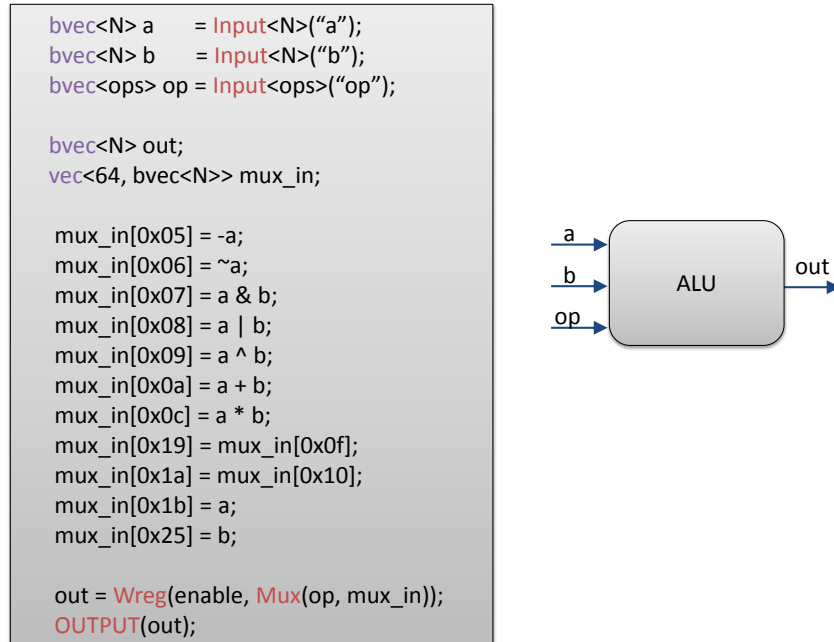 bvec<N> a = Input<N>(“a”);
bvec<N> b = Input<N>(“b”);
bvec<ops> op = Input<ops>(“op”);
bvec<N> out;
vec<64, bvec<N>> mux_in;
mux_in[0x05] = -a;
mux_in[0x06] = ~a;
mux_in[0x07] = a & b;
mux_in[0x08] = a | b;
mux_in[0x09] = a ^ b;
mux_in[0x0a] = a + b;
mux_in[0x0c] = a * b;
mux_in[0x19] = mux_in[0x0f];
mux_in[0x1a] = mux_in[0x10];
mux_in[0x1b] = a;
mux_in[0x25] = b;
out = Wreg(enable, Mux(op, mux_in));
OUTPUT(out);
a
b
op
ALU
out